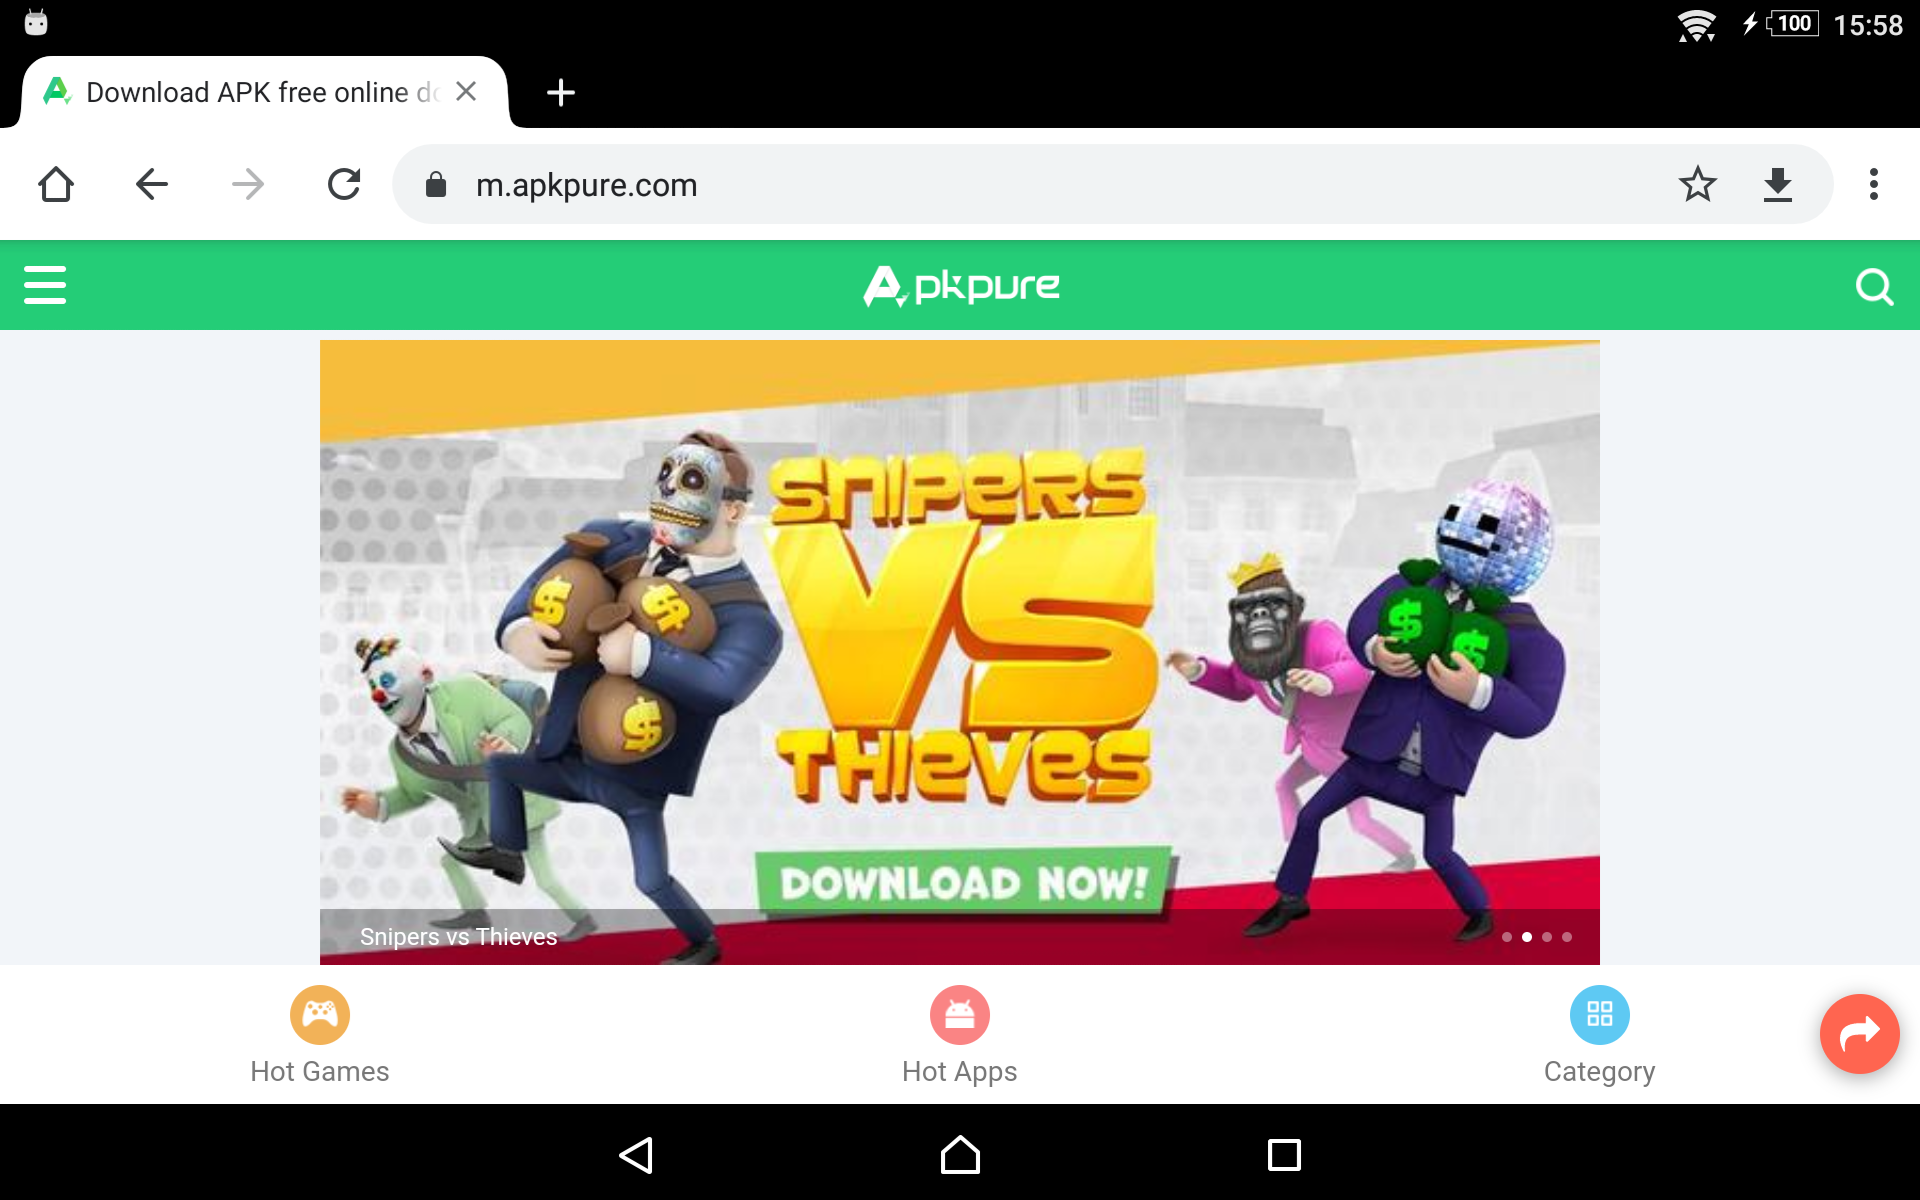 100 15:58
Download APK free online do
m.apkpure.com
Apkpure
SNIPERS
VS
THIEVES
DOWNLOAD NOW!
Snipers vs Thieves
Hot Games Hot Apps Category